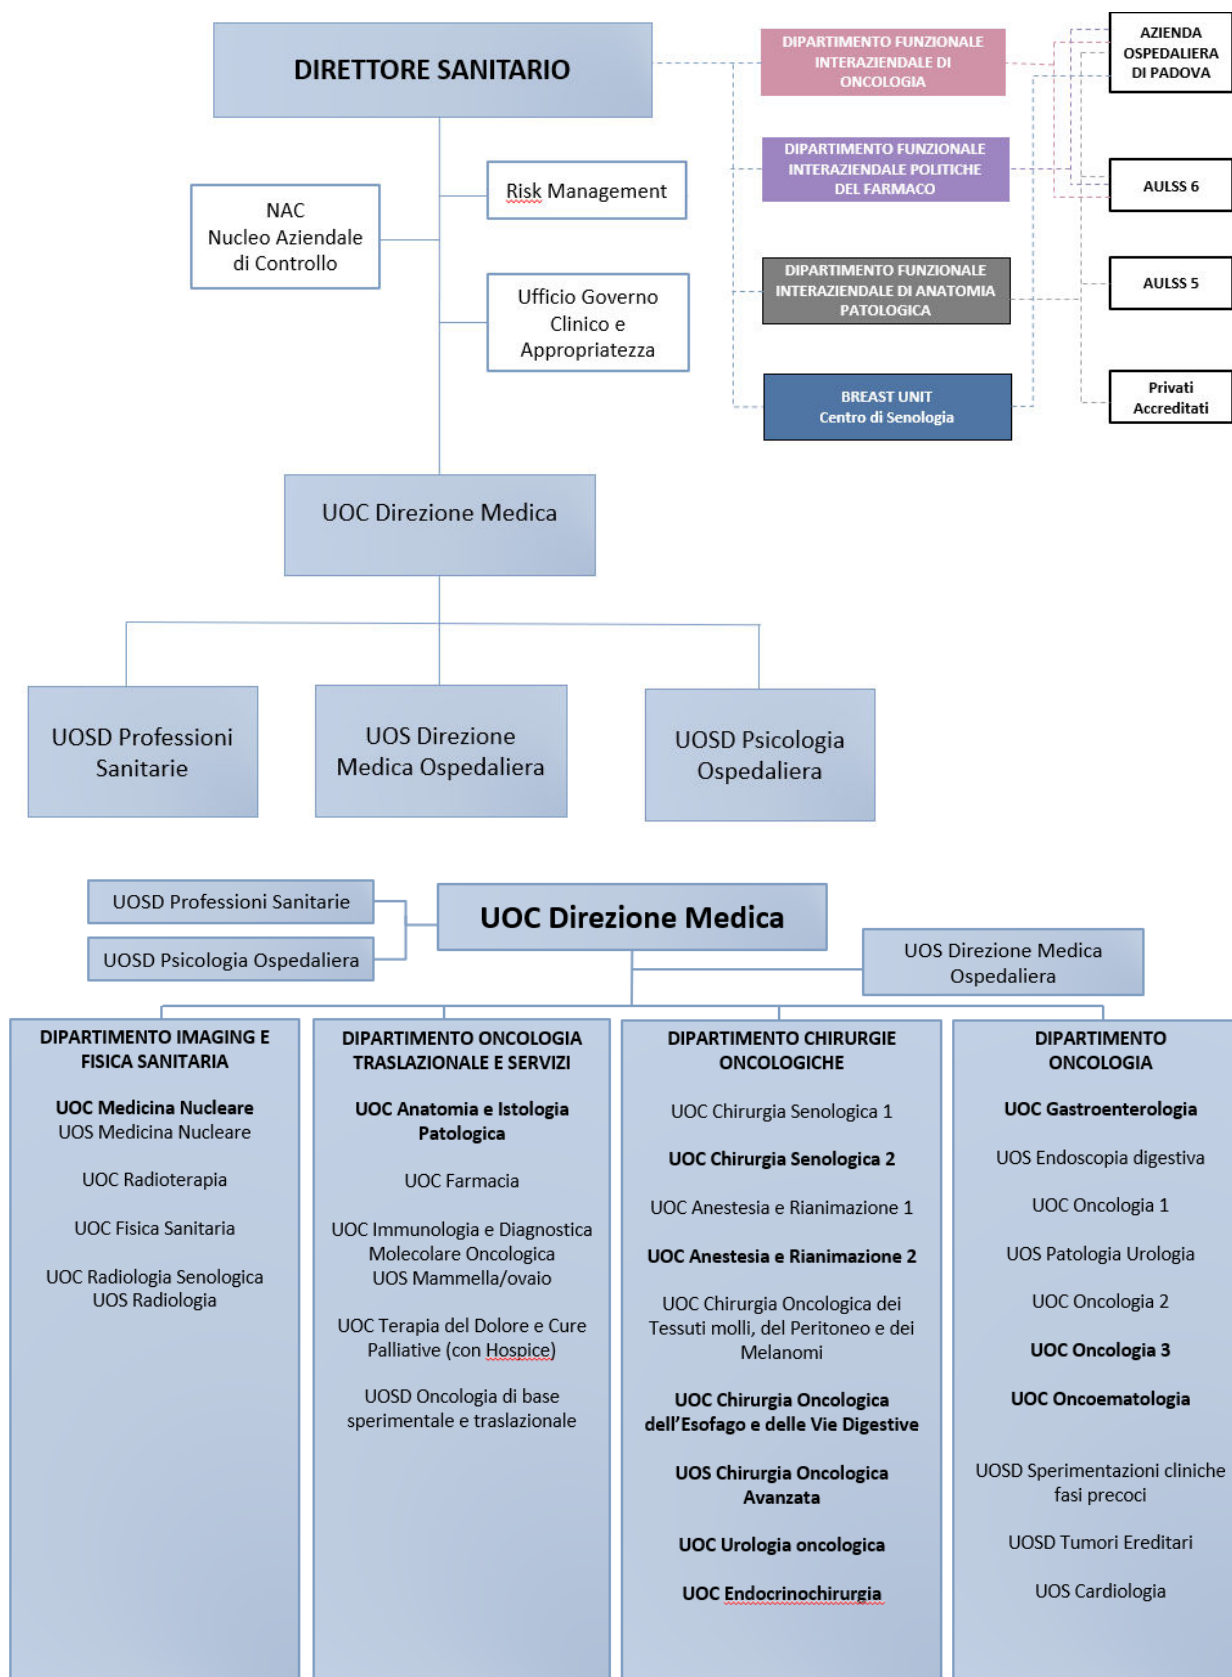 DIRETTORE SANITARIO
DIPARTIMENTO FUNZIONALE
INTERAZIENDALE DI
ONCOLOGIA
AZIENDA
OSPEDALIERA
DI PADOVA
DIPARTIMENTO FUNZIONALE
INTERAZIENDALE POLITICHE
DEL FARMACO
AULSS 6
Risk Management
NAC
Nucleo Aziendale
di Controllo
DIPARTIMENTO FUNZIONALE
INTERAZIENDALE DI ANATOMIA
PATOLOGICA
AULSS 5
Ufficio Governo
Clinico e
Appropriatezza
BREAST UNIT
Centro di Senologia
Privati
Accreditati
UOC Direzione Medica
UOSD Professioni
Sanitarie
UOS Direzione
Medica Ospedaliera
UOSD Psicologia
Ospedaliera
UOSD Professioni Sanitarie
UOC Direzione Medica
UOSD Psicologia Ospedaliera
UOS Direzione Medica
Ospedaliera
DIPARTIMENTO IMAGING E
FISICA SANITARIA
UOC Medicina Nucleare
UOS Medicina Nucleare
UOC Radioterapia
UOC Fisica Sanitaria
UOC Radiologia Senologica
UOS Radiologia
DIPARTIMENTO ONCOLOGIA
TRASLAZIONALE E SERVIZI
UOC Anatomia e Istologia
Patologica
UOC Farmacia
UOC Immunologia e Diagnostica
Molecolare Oncologica
UOS Mammella/ovaio
UOC Terapia del Dolore e Cure
Palliative (con Hospice)
UOSD Oncologia di base
sperimentale e traslazionale
DIPARTIMENTO CHIRURGIE
ONCOLOGICHE
UOC Chirurgia Senologica 1
UOC Chirurgia Senologica 2
UOC Anestesia e Rianimazione 1
UOC Anestesia e Rianimazione 2
UOC Chirurgia Oncologica dei
Tessuti molli, del Peritoneo e dei
Melanomi
UOC Chirurgia Oncologica
dell’Esofago e delle Vie Digestive
UOS Chirurgia Oncologica
Avanzata
UOC Urologia oncologica
UOC Endocrinochirurgia
DIPARTIMENTO
ONCOLOGIA
UOC Gastroenterologia
UOS Endoscopia digestiva
UOC Oncologia 1
UOS Patologia Urologia
UOC Oncologia 2
UOC Oncologia 3
UOC Oncoematologia
UOSD Sperimentazioni cliniche
fasi precoci
UOSD Tumori Ereditari
UOS Cardiologia